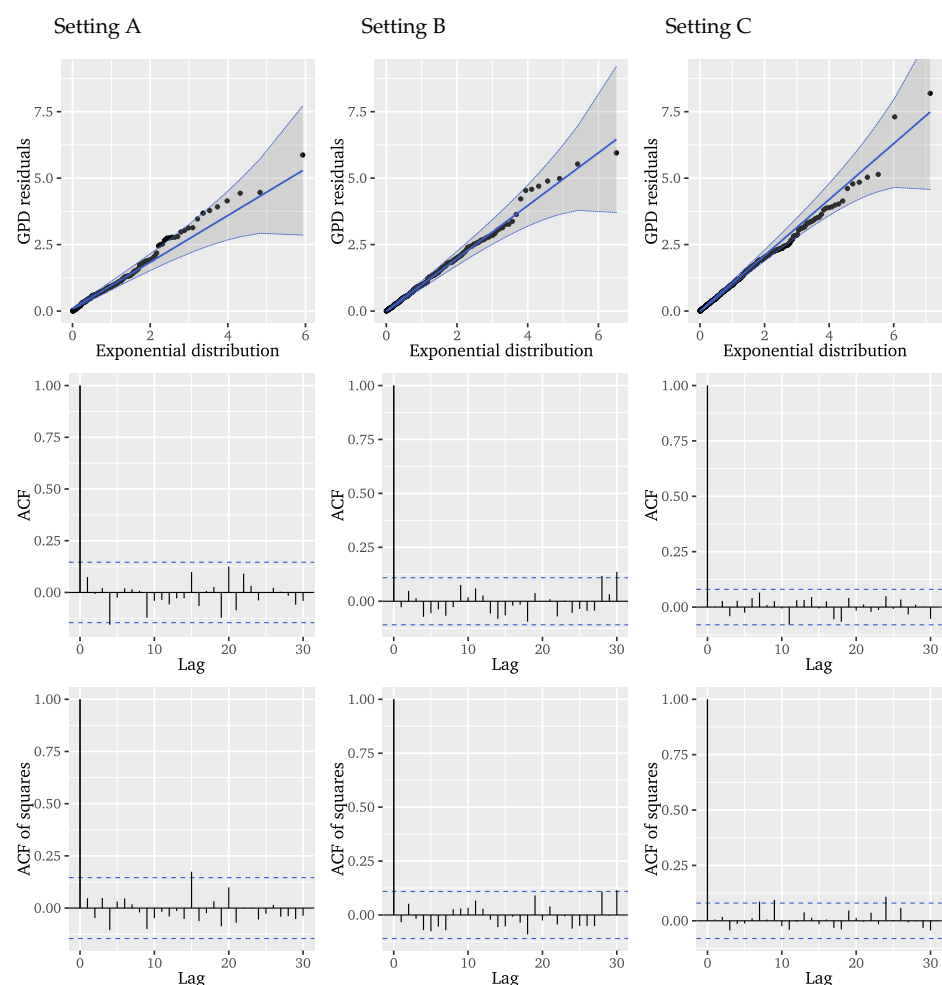 Setting A
Setting B
Setting C
GPD residuals
7.5
5.0
2.5
0.0
0 2 4 6
Exponential distribution
GPD residuals
7.5
5.0
2.5
0.0
0 2 4 6
Exponential distribution
GPD residuals
7.5
5.0
2.5
0.0
0 2 4 6
Exponential distribution
ACF
1.00
0.75
0.50
0.25
0.00
0 10 20 30
Lag
ACF
1.00
0.75
0.50
0.25
0.00
0 10 20 30
Lag
ACF
1.00
0.75
0.50
0.25
0.00
0 10 20 30
Lag
ACF of squares
1.00
0.75
0.50
0.25
0.00
0 10 20 30
Lag
ACF of squares
1.00
0.75
0.50
0.25
0.00
0 10 20 30
Lag
ACF of squares
1.00
0.75
0.50
0.25
0.00
0 10 20 30
Lag